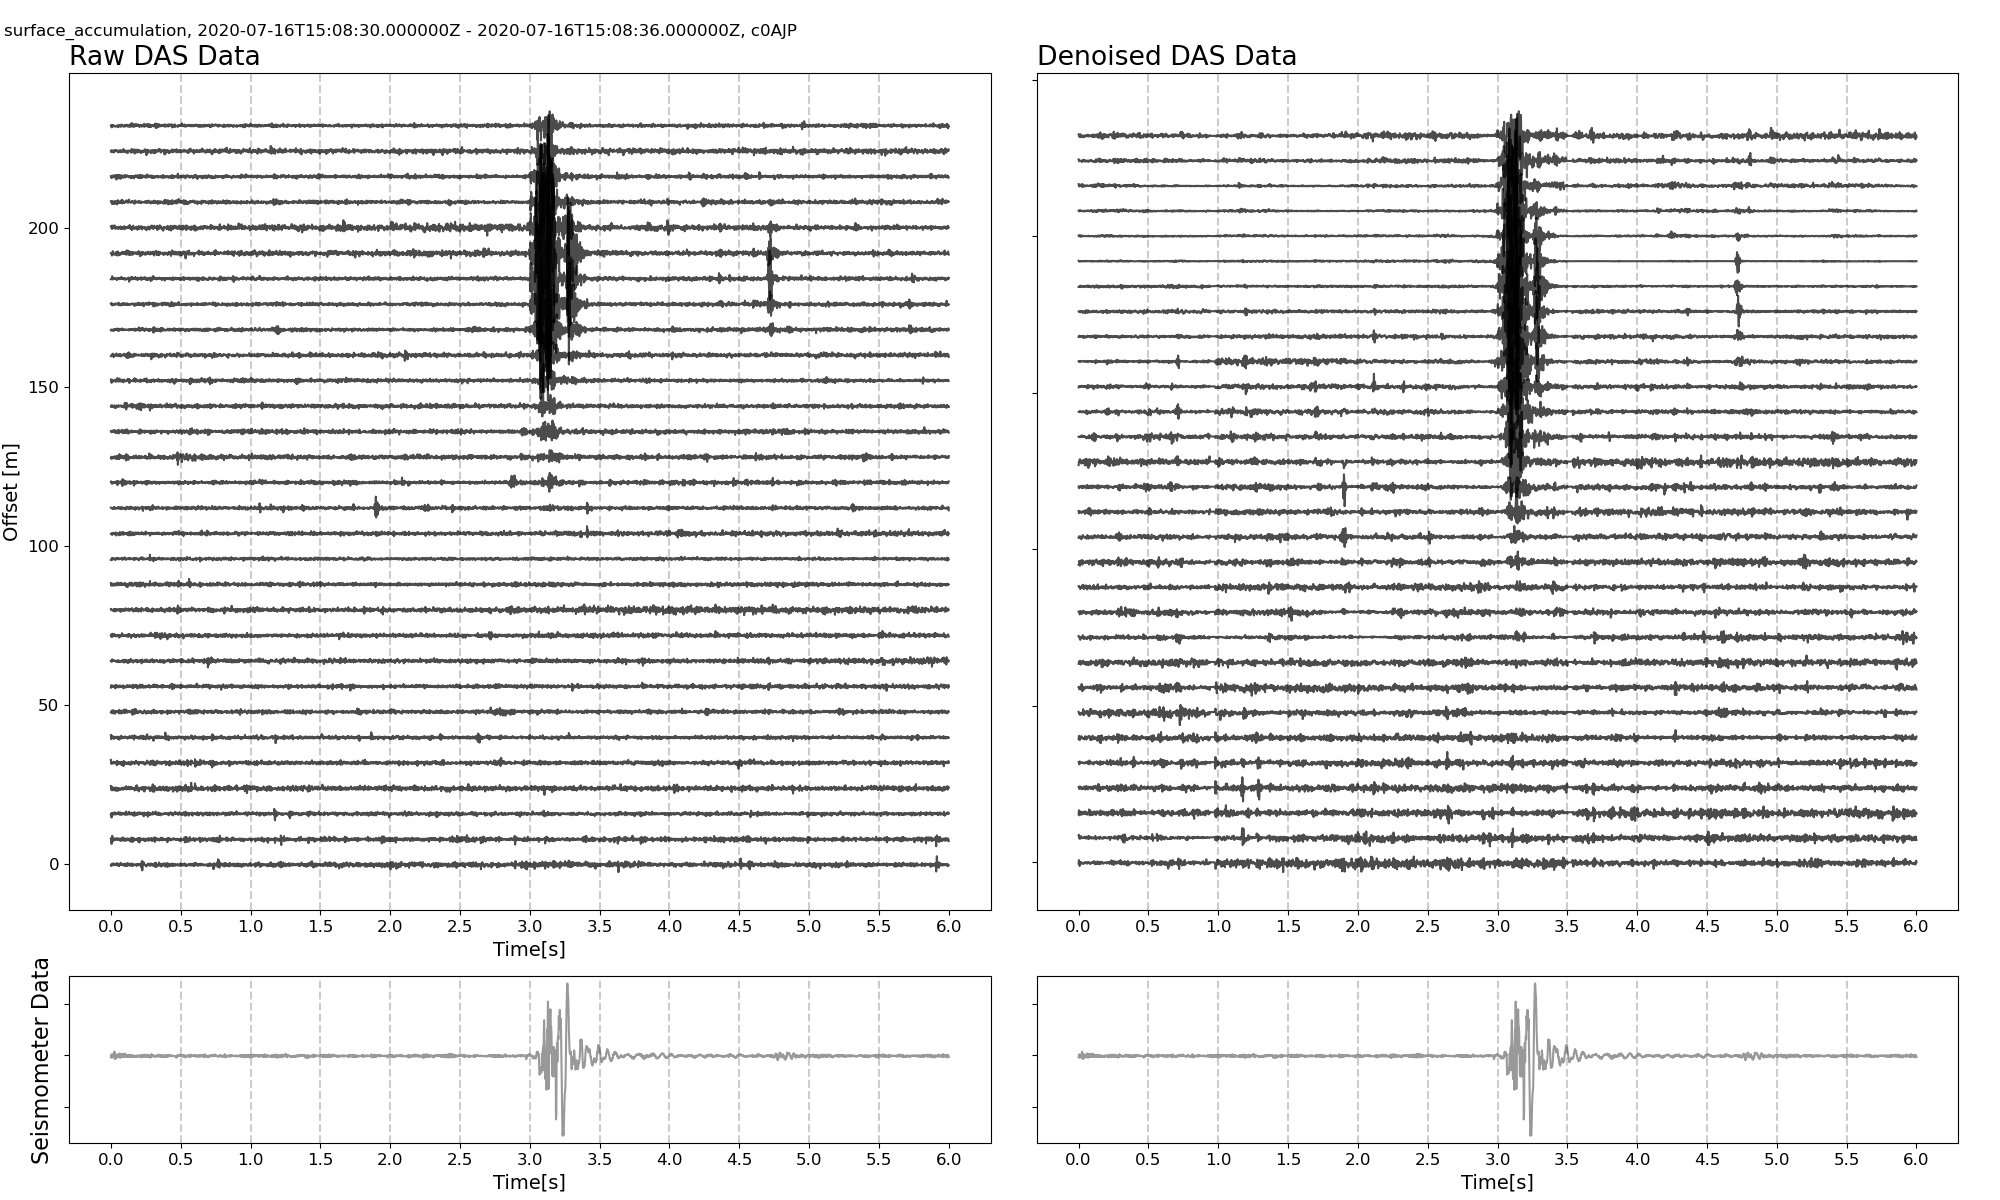 surface_accumulation, 2020-07-16T15:08:30.000000Z - 2020-07-16T15:08:36.000000Z, c0AJP
Raw DAS Data
Offset [m]
200
150
100
50
0
0.0 0.5 1.0 1.5 2.0 2.5 3.0 3.5 4.0 4.5 5.0 5.5 6.0
Time[s]
Denoised DAS Data
0.0 0.5 1.0 1.5 2.0 2.5 3.0 3.5 4.0 4.5 5.0 5.5 6.0
Seismometer Data
0.0 0.5 1.0 1.5 2.0 2.5 3.0 3.5 4.0 4.5 5.0 5.5 6.0
Time[s]
0.0 0.5 1.0 1.5 2.0 2.5 3.0 3.5 4.0 4.5 5.0 5.5 6.0
Time[s]